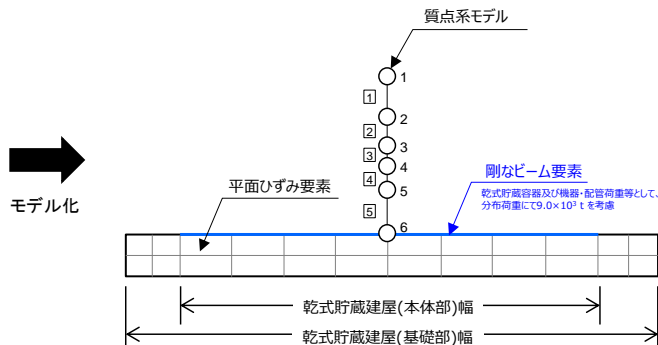 質点系モデル
1
1
2
2
3
3
4
4
5
5
6
剛なビーム要素
乾式貯蔵容器及び機器・配管荷重等として、
分布荷重にて9.0×10³ t を考慮
平面ひずみ要素
モデル化
乾式貯蔵建屋(本体部)幅
乾式貯蔵建屋(基礎部)幅